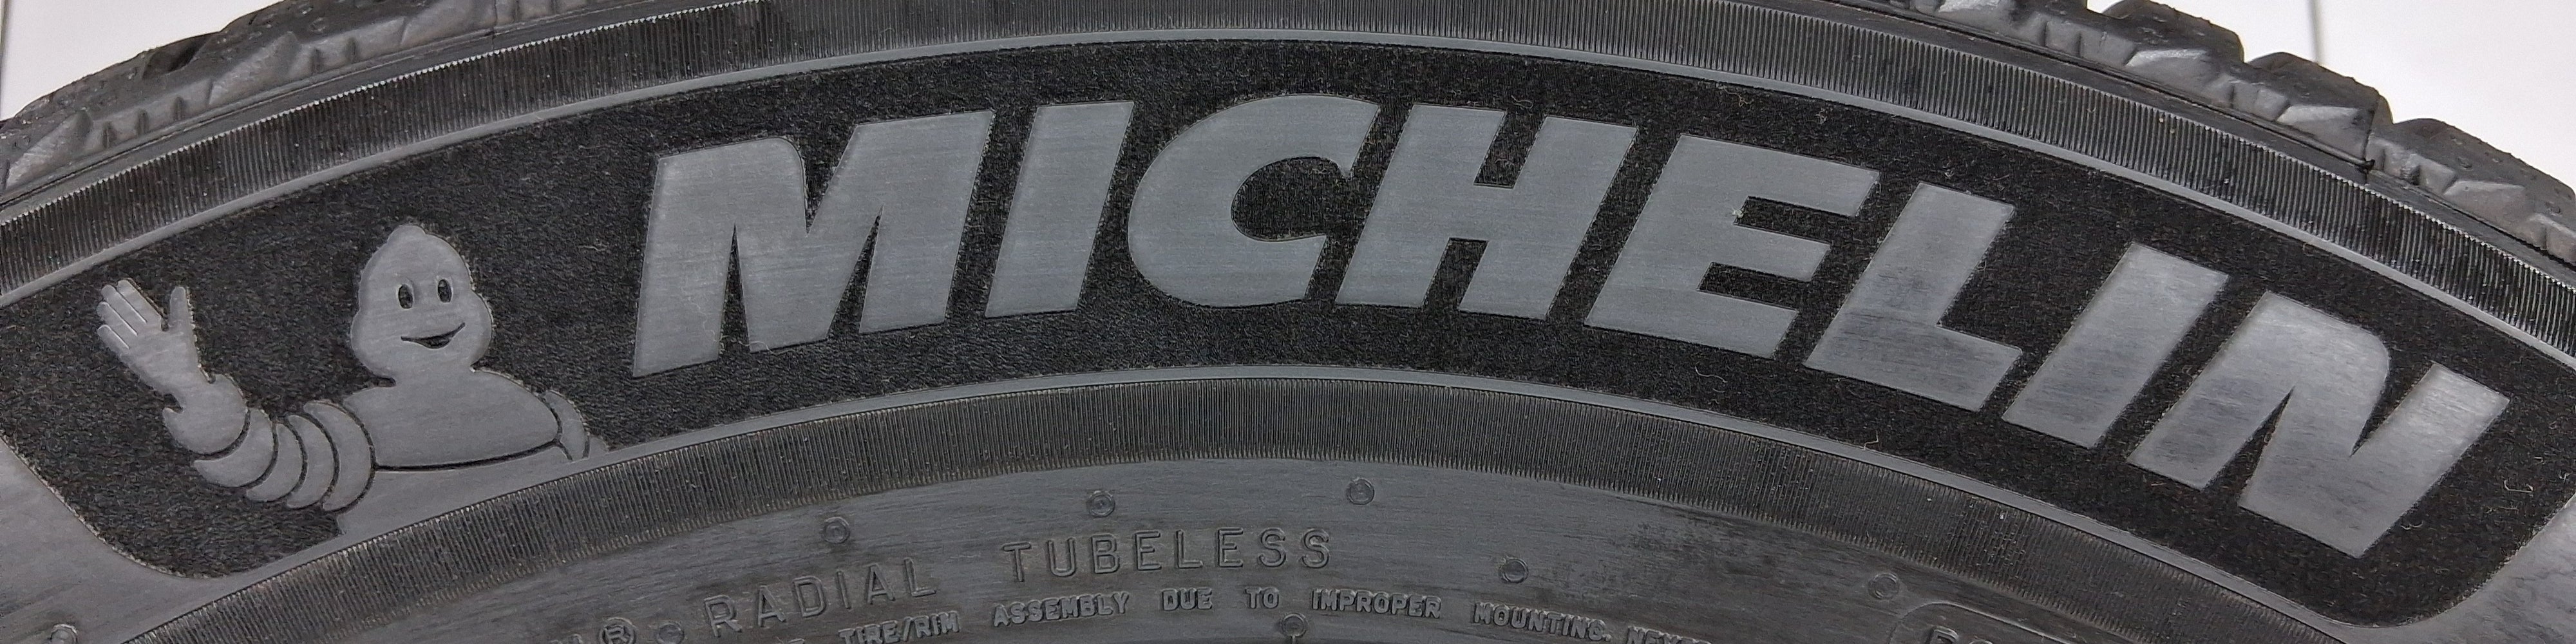 MICHELIN
® RADIAL TUBELESS
TIRE/RIM ASSEMBLY DUE TO IMPROPER MOUNTING.